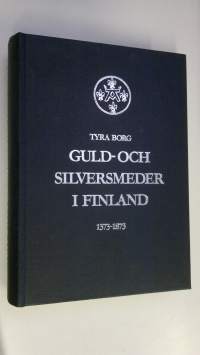 TYRA BORG
GULD-OCH
SILVERSMEDER
I FINLAND
1373-1873